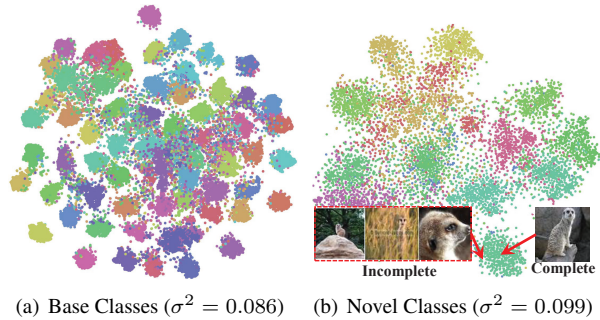 Incomplete
Complete
(a) Base Classes (σ² = 0.086)
(b) Novel Classes (σ² = 0.099)